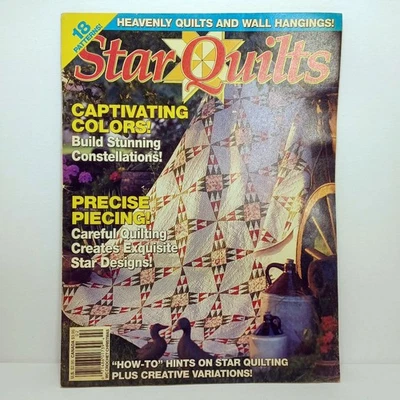 18
PATTERNS!
HEAVENLY QUILTS AND WALL HANGINGS!
Star Quilts
CAPTIVATING
COLORS!
Build Stunning
Constellations!
PRECISE
PIECING!
Careful Quilting
Creates Exquisite
Star Designs!
"HOW-TO" HINTS ON STAR QUILTING
PLUS CREATIVE VARIATIONS!